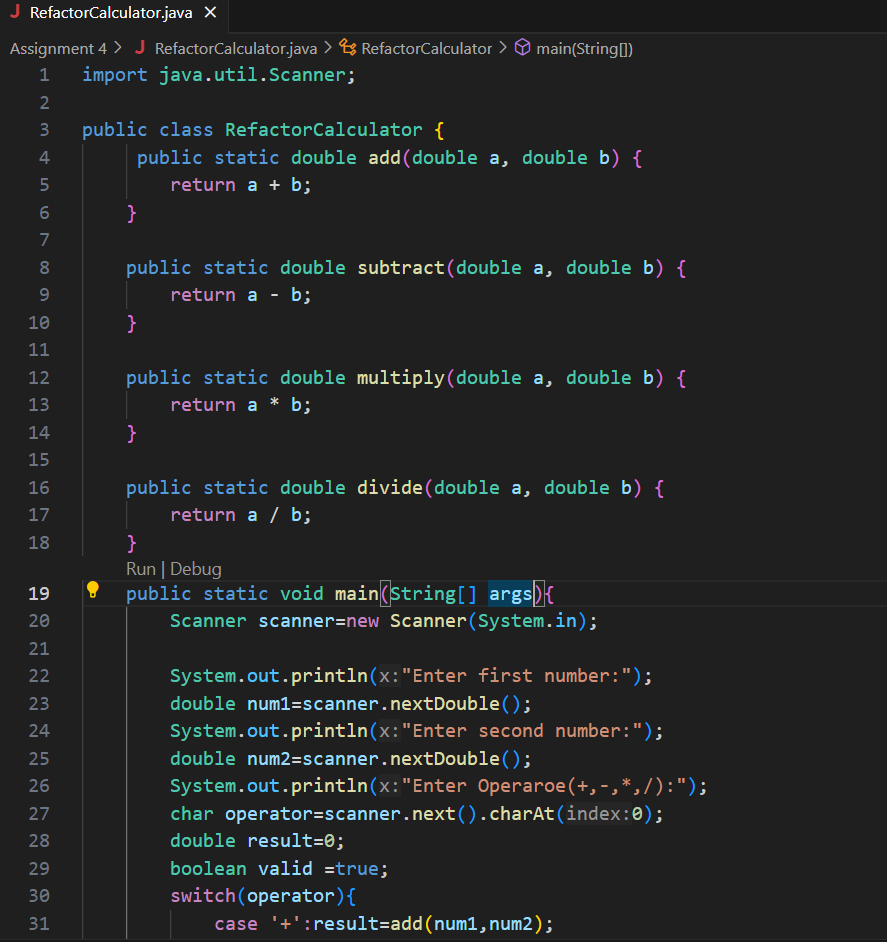 J RefactorCalculator.java ×
Assignment 4 > J RefactorCalculator.java > RefactorCalculator > main(String[])
1 import java.util.Scanner;
2
3 public class RefactorCalculator {
4 public static double add(double a, double b) {
5 return a + b;
6 }
7
8 public static double subtract(double a, double b) {
9 return a - b;
10 }
11
12 public static double multiply(double a, double b) {
13 return a * b;
14 }
15
16 public static double divide(double a, double b) {
17 return a / b;
18 }
Run | Debug
19 public static void main(String[] args){
20 Scanner scanner=new Scanner(System.in);
21
22 System.out.println(x:"Enter first number:");
23 double num1=scanner.nextDouble();
24 System.out.println(x:"Enter second number:");
25 double num2=scanner.nextDouble();
26 System.out.println(x:"Enter Operaroe(+,-,*,/):");
27 char operator=scanner.next().charAt(index:0);
28 double result=0;
29 boolean valid =true;
30 switch(operator){
31 case '+':result=add(num1,num2);